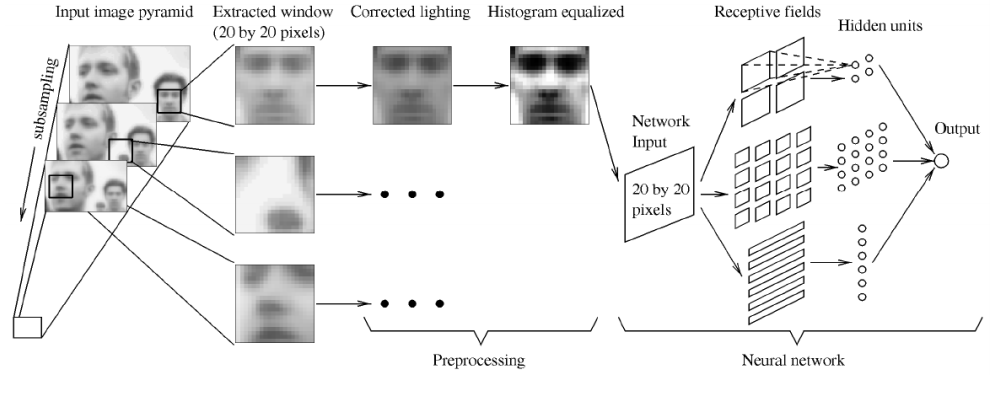 Input image pyramid
Extracted window
(20 by 20 pixels)
Corrected lighting
Histogram equalized
Receptive fields
Hidden units
subsampling
Network
Input
20 by 20
pixels
Output
Preprocessing
Neural network